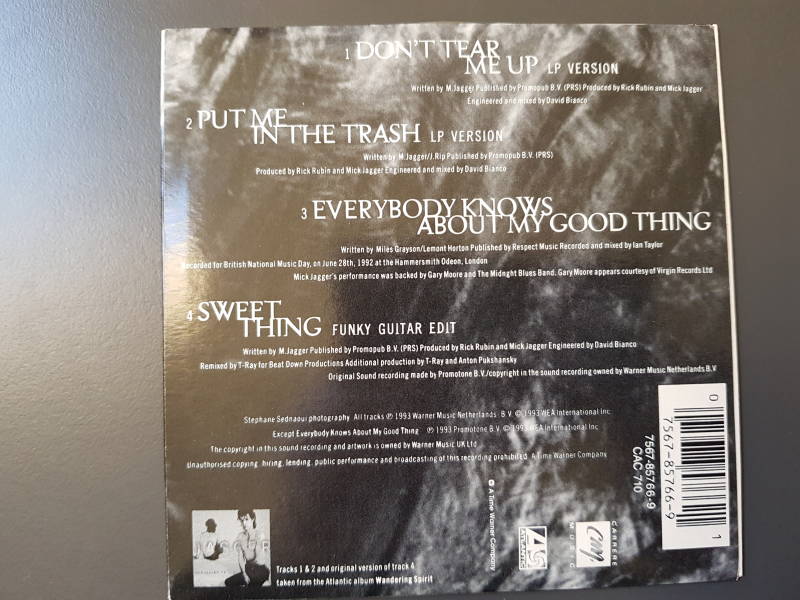 1 DON'T TEAR
ME UP LP VERSION
Written by M.Jagger Published by Promopub B.V. (PRS) Produced by Rick Rubin and Mick Jagger
Engineered and mixed by David Bianco
2 PUT ME
IN THE TRASH LP VERSION
Written by M.Jagger/J.Rip Published by Promopub B.V. (PRS)
Produced by Rick Rubin and Mick Jagger Engineered and mixed by David Bianco
3 EVERYBODY KNOWS
ABOUT MY GOOD THING
Written by Miles Grayson/Lemont Horton Published by Respect Music Recorded and mixed by Ian Taylor
Recorded for British National Music Day, on June 28th, 1992 at the Hammersmith Odeon, London
Mick Jagger's performance was backed by Gary Moore and The Midnght Blues Band. Gary Moore appears courtesy of Virgin Records Ltd
4 SWEET
THING FUNKY GUITAR EDIT
Written by M.Jagger Published by Promopub B.V. (PRS) Produced by Rick Rubin and Mick Jagger Engineered by David Bianco
Remixed by T-Ray for Beat Down Productions Additional production by T-Ray and Anton Pukshansky
Original Sound recording made by Promotone B.V./copyright in the sound recording owned by Warner Music Netherlands B.V
Stephane Sednaoui photography All tracks ℗ 1993 Warner Music Netherlands B.V. © 1993 WEA International Inc
Except Everybody Knows About My Good Thing ℗ 1993 Promotone B.V. © 1993 WEA International Inc
The copyright in this sound recording and artwork is owned by Warner Music UK Ltd
Unauthorised copying, hiring, lending, public performance and broadcasting of this recording prohibited. A Time Warner Company
0
7567-85766-9
1
7567-85766-9
CAC 710
A Time Warner Company
ATLANTIC
CARRERE
MUSIC
JAGGER
Tracks 1 & 2 and original version of track 4
taken from the Atlantic album Wandering Spirit